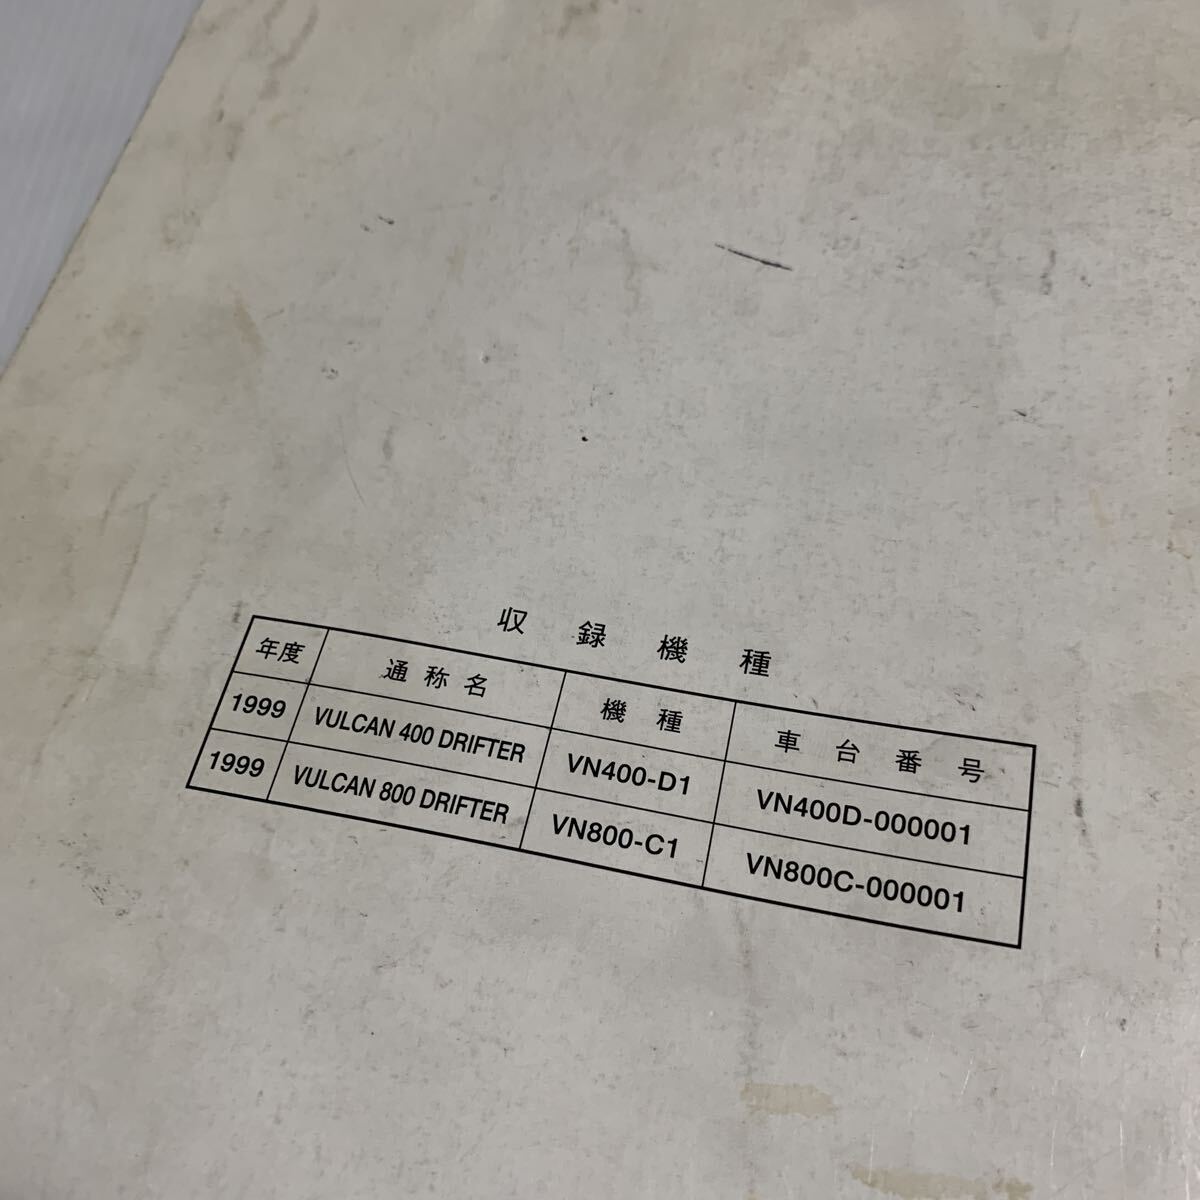 収録機種
年度 通称名 機種 車台番号
1999 VULCAN 400 DRIFTER VN400-D1 VN400D-000001
1999 VULCAN 800 DRIFTER VN800-C1 VN800C-000001